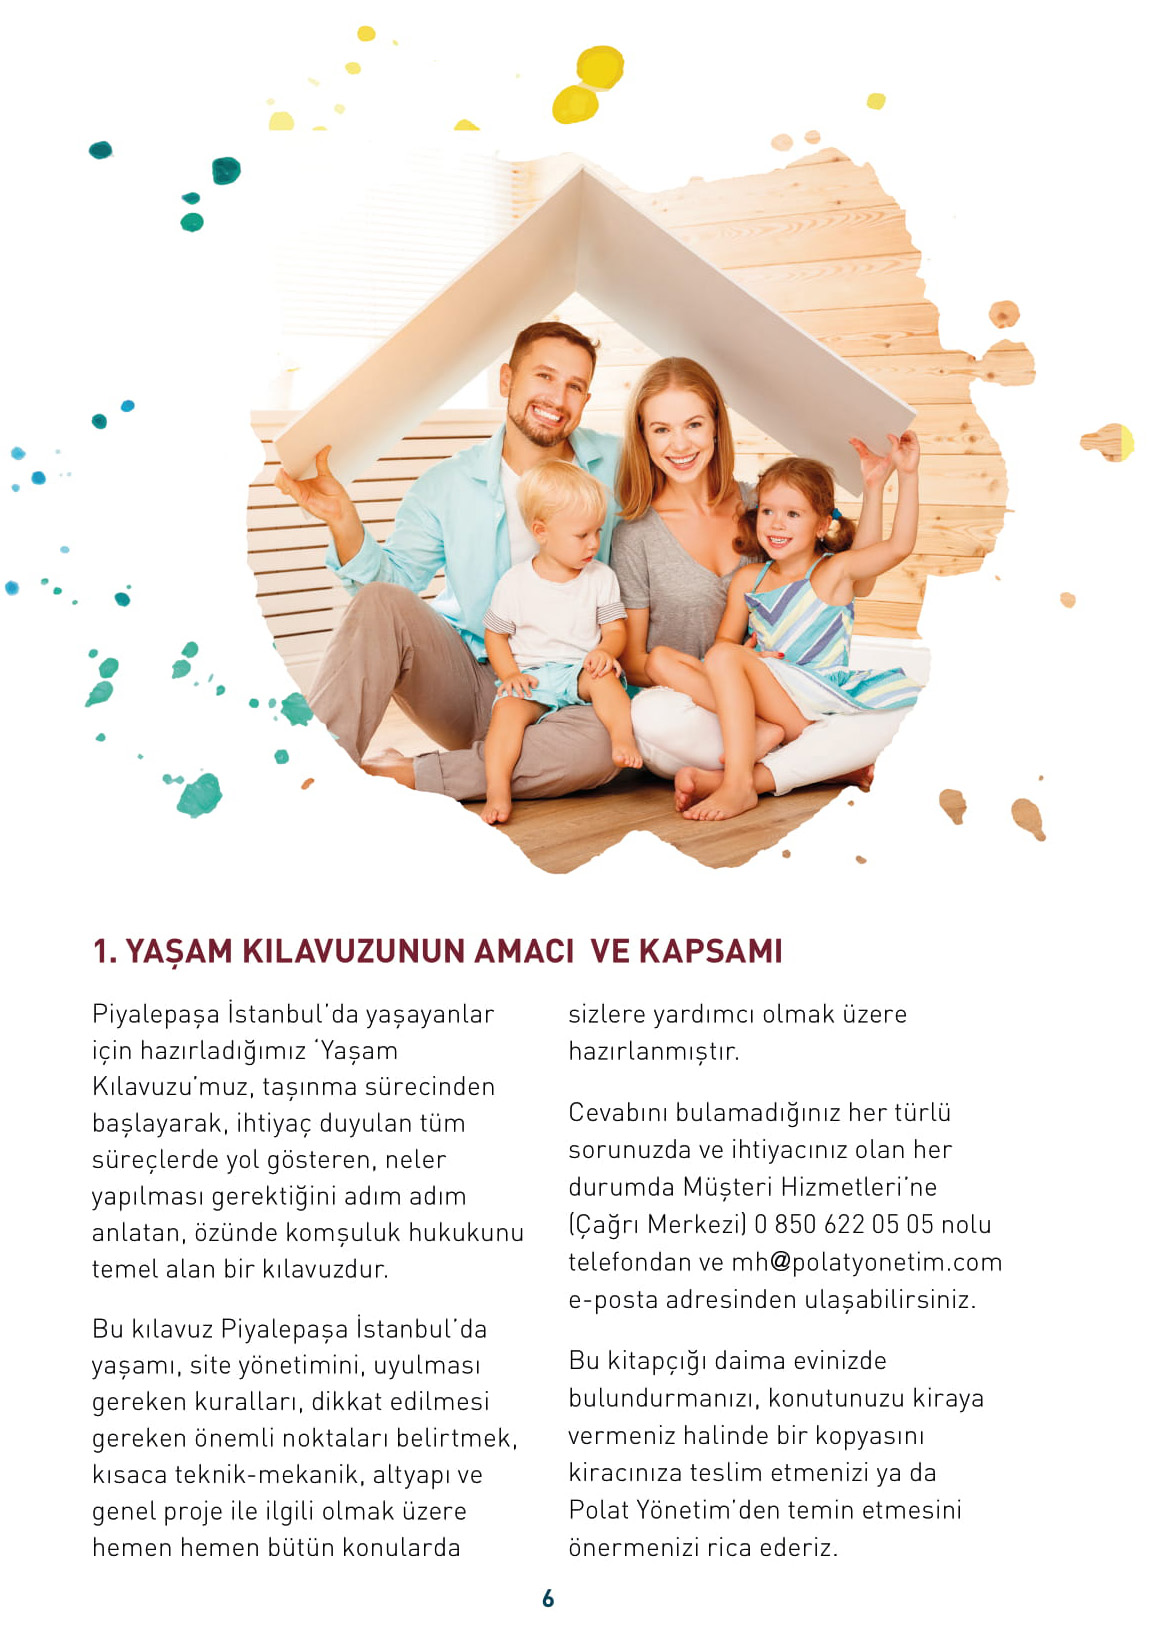 1. YAŞAM KILAVUZUNUN AMACI VE KAPSAMI
Piyalepaşa İstanbul'da yaşayanlar
için hazırladığımız ‘Yaşam
Kılavuzu'muz, taşınma sürecinden
başlayarak, ihtiyaç duyulan tüm
süreçlerde yol gösteren, neler
yapılması gerektiğini adım adım
anlatan, özünde komşuluk hukukunu
temel alan bir kılavuzdur.
Bu kılavuz Piyalepaşa İstanbul'da
yaşamı, site yönetimini, uyulması
gereken kuralları, dikkat edilmesi
gereken önemli noktaları belirtmek,
kısaca teknik-mekanik, altyapı ve
genel proje ile ilgili olmak üzere
hemen hemen bütün konularda
sizlere yardımcı olmak üzere
hazırlanmıştır.
Cevabını bulamadığınız her türlü
sorunuzda ve ihtiyacınız olan her
durumda Müşteri Hizmetleri'ne
(Çağrı Merkezi) 0 850 622 05 05 nolu
telefondan ve mh@polatyonetim.com
e-posta adresinden ulaşabilirsiniz.
Bu kitapçığı daima evinizde
bulundurmanızı, konutunuzu kiraya
vermeniz halinde bir kopyasını
kiracınıza teslim etmenizi ya da
Polat Yönetim'den temin etmesini
önermenizi rica ederiz.
6